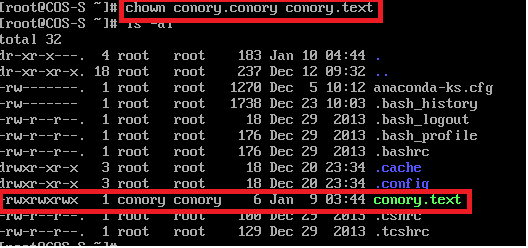 [root@COS-S ~]# chown conory.conory conory.text
[root@COS-S ~]# ls -al
total 32
dr-xr-x---. 4 root root 183 Jan 10 04:44 .
dr-xr-xr-x. 18 root root 237 Dec 12 09:32 ..
-rw-------. 1 root root 1270 Dec 5 10:12 anaconda-ks.cfg
-rw------- 1 root root 1738 Dec 23 10:03 .bash_history
-rw-r--r--. 1 root root 18 Dec 29 2013 .bash_logout
-rw-r--r--. 1 root root 176 Dec 29 2013 .bash_profile
-rw-r--r--. 1 root root 176 Dec 29 2013 .bashrc
drwxr-xr-x 3 root root 18 Dec 20 23:34 .cache
drwxr-xr-x 3 root root 18 Dec 20 23:34 .config
-rwxrwxrwx 1 conory conory 6 Jan 9 03:44 conory.text
-rw-r--r--. 1 root root 100 Dec 29 2013 .cshrc
-rw-r--r--. 1 root root 129 Dec 29 2013 .tcshrc